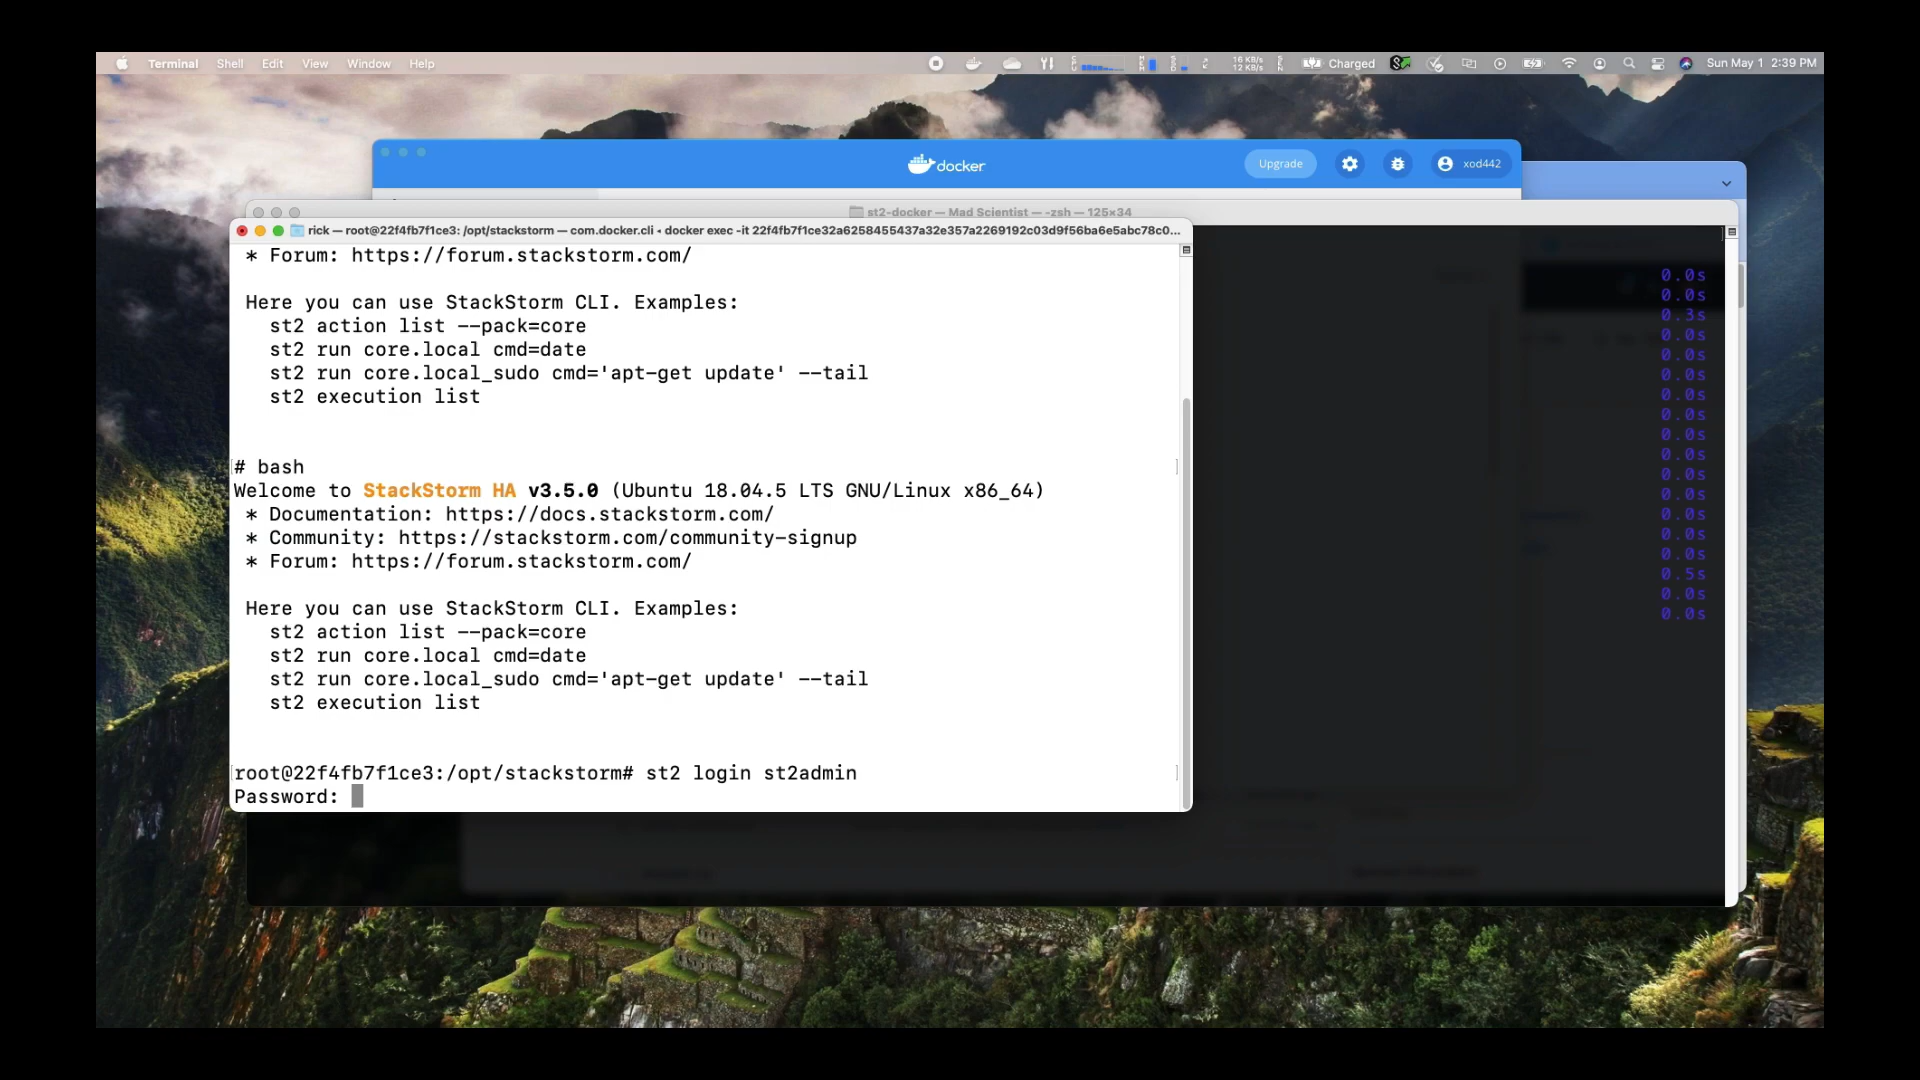 Terminal Shell Edit View Window Help
16 KB/s
12 KB/s
Charged
Sun May 1 2:39 PM
docker
Upgrade
xod442
st2-docker — Mad Scientist — -zsh — 125×34
rick — root@22f4fb7f1ce3: /opt/stackstorm — com.docker.cli ◂ docker exec -it 22f4fb7f1ce32a6258455437a32e357a2269192c03d9f56ba6e5abc78c0...
* Forum: https://forum.stackstorm.com/
Here you can use StackStorm CLI. Examples:
st2 action list --pack=core
st2 run core.local cmd=date
st2 run core.local_sudo cmd='apt-get update' --tail
st2 execution list
# bash
Welcome to StackStorm HA v3.5.0 (Ubuntu 18.04.5 LTS GNU/Linux x86_64)
* Documentation: https://docs.stackstorm.com/
* Community: https://stackstorm.com/community-signup
* Forum: https://forum.stackstorm.com/
Here you can use StackStorm CLI. Examples:
st2 action list --pack=core
st2 run core.local cmd=date
st2 run core.local_sudo cmd='apt-get update' --tail
st2 execution list
root@22f4fb7f1ce3:/opt/stackstorm# st2 login st2admin
Password:
0.0s
0.0s
0.3s
0.0s
0.0s
0.0s
0.0s
0.0s
0.0s
0.0s
0.0s
0.0s
0.0s
0.0s
0.0s
0.5s
0.0s
0.0s